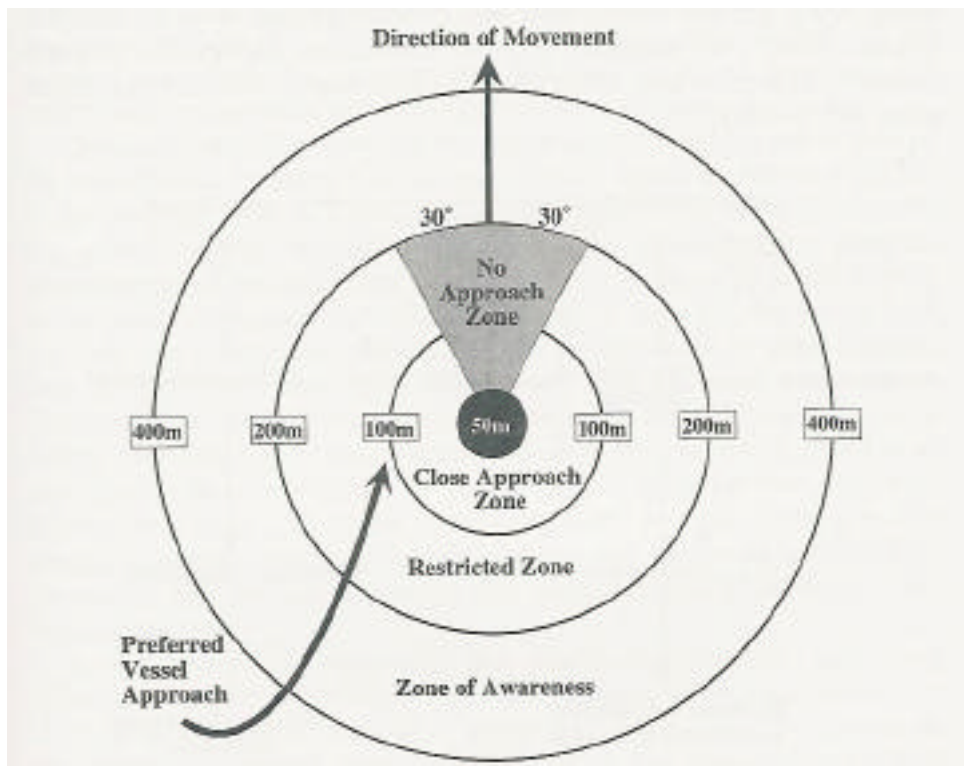 Direction of Movement
30° 30°
No
Approach
Zone
400m 200m 100m 50m 100m 200m 400m
Close Approach
Zone
Restricted Zone
Preferred
Vessel
Approach
Zone of Awareness